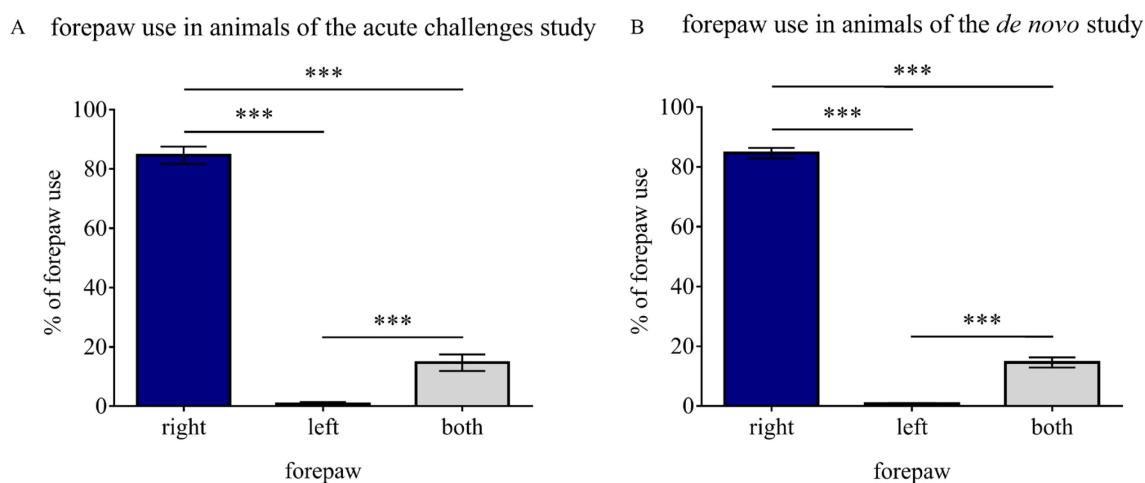 A forepaw use in animals of the acute challenges study
***
***
100
80
60
40
20
0
% of forepaw use
***
right left both
forepaw
B forepaw use in animals of the de novo study
***
***
100
80
60
40
20
0
% of forepaw use
***
right left both
forepaw